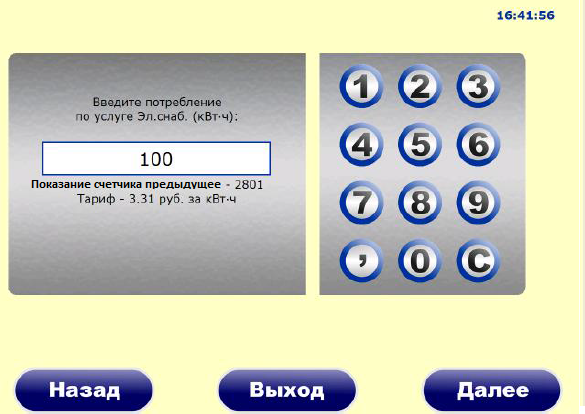 16:41:56
Введите потребление
по услуге Эл.снаб. (кВт·ч):
100
Показание счетчика предыдущее - 2801
Тариф - 3.31 руб. за кВт·ч
1 2 3
4 5 6
7 8 9
, 0 C
Назад Выход Далее